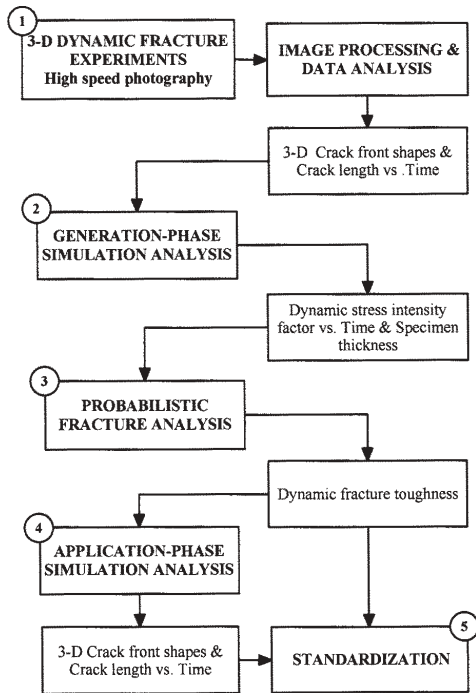 1
3-D DYNAMIC FRACTURE
EXPERIMENTS
High speed photography
IMAGE PROCESSING &
DATA ANALYSIS
3-D Crack front shapes &
Crack length vs .Time
2
GENERATION-PHASE
SIMULATION ANALYSIS
Dynamic stress intensity
factor vs. Time & Specimen
thickness
3
PROBABILISTIC
FRACTURE ANALYSIS
Dynamic fracture toughness
4
APPLICATION-PHASE
SIMULATION ANALYSIS
3-D Crack front shapes &
Crack length vs. Time
5
STANDARDIZATION